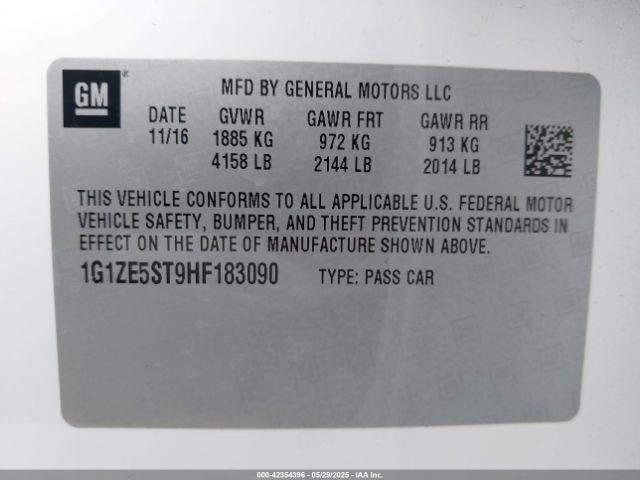 GM
MFD BY GENERAL MOTORS LLC
DATE GVWR GAWR FRT GAWR RR
11/16 1885 KG 972 KG 913 KG
4158 LB 2144 LB 2014 LB
THIS VEHICLE CONFORMS TO ALL APPLICABLE U.S. FEDERAL MOTOR
VEHICLE SAFETY, BUMPER, AND THEFT PREVENTION STANDARDS IN
EFFECT ON THE DATE OF MANUFACTURE SHOWN ABOVE.
1G1ZE5ST9HF183090 TYPE: PASS CAR
000-42354396 - 05/29/2025 - IAA Inc.